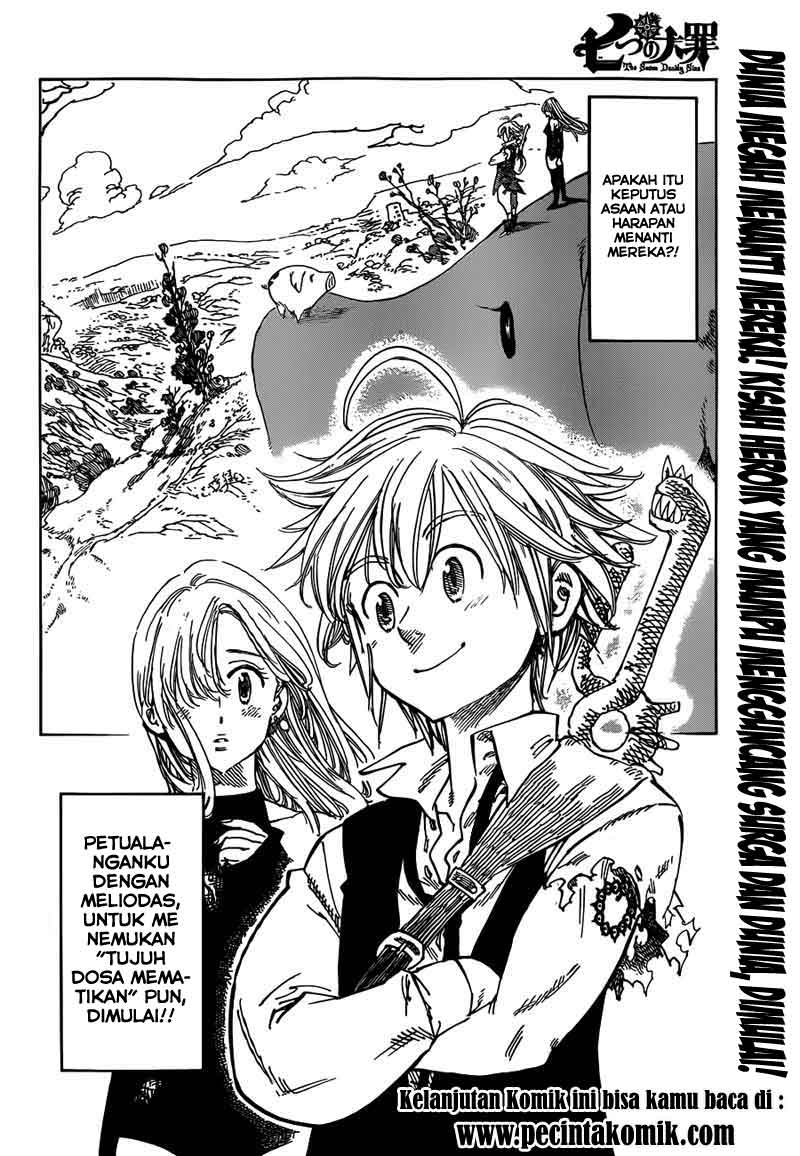 七つの大罪
The Seven Deadly Sins
APAKAH ITU
KEPUTUS
ASAAN ATAU
HARAPAN
MENANTI
MEREKA?!
DUNIA MEGAH MENANTI MEREKA! KISAH HEROIK YANG MAMPU MENGGUNCANG SURGA DAN DUNIA, DIMULAI!!
PETUALA-
NGANKU
DENGAN
MELIODAS,
UNTUK ME
NEMUKAN
"TUJUH
DOSA MEMA-
TIKAN" PUN,
DIMULAI!!
Kelanjutan Komik ini bisa kamu baca di :
www.pecintakomik.com